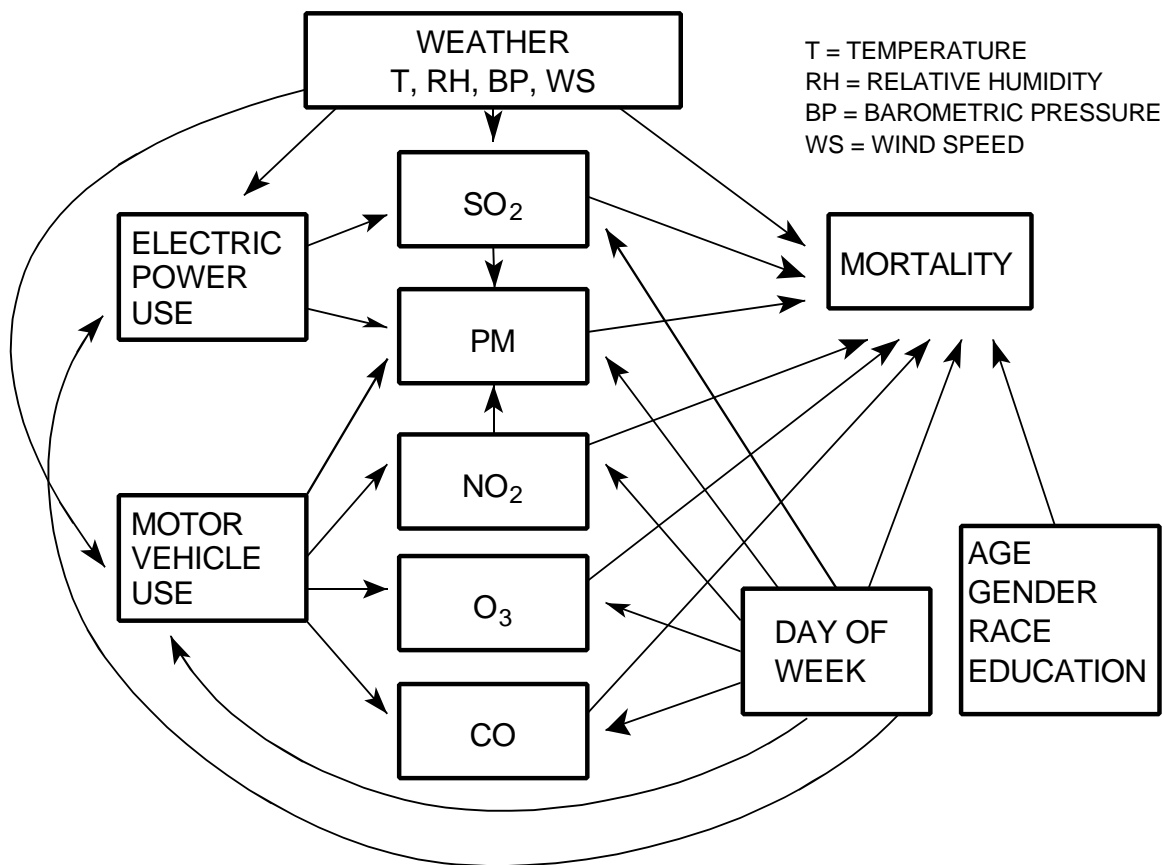 WEATHER
T, RH, BP, WS
T = TEMPERATURE
RH = RELATIVE HUMIDITY
BP = BAROMETRIC PRESSURE
WS = WIND SPEED
SO₂
ELECTRIC
POWER
USE
MORTALITY
PM
NO₂
MOTOR
VEHICLE
USE
AGE
GENDER
RACE
EDUCATION
O₃
DAY OF
WEEK
CO